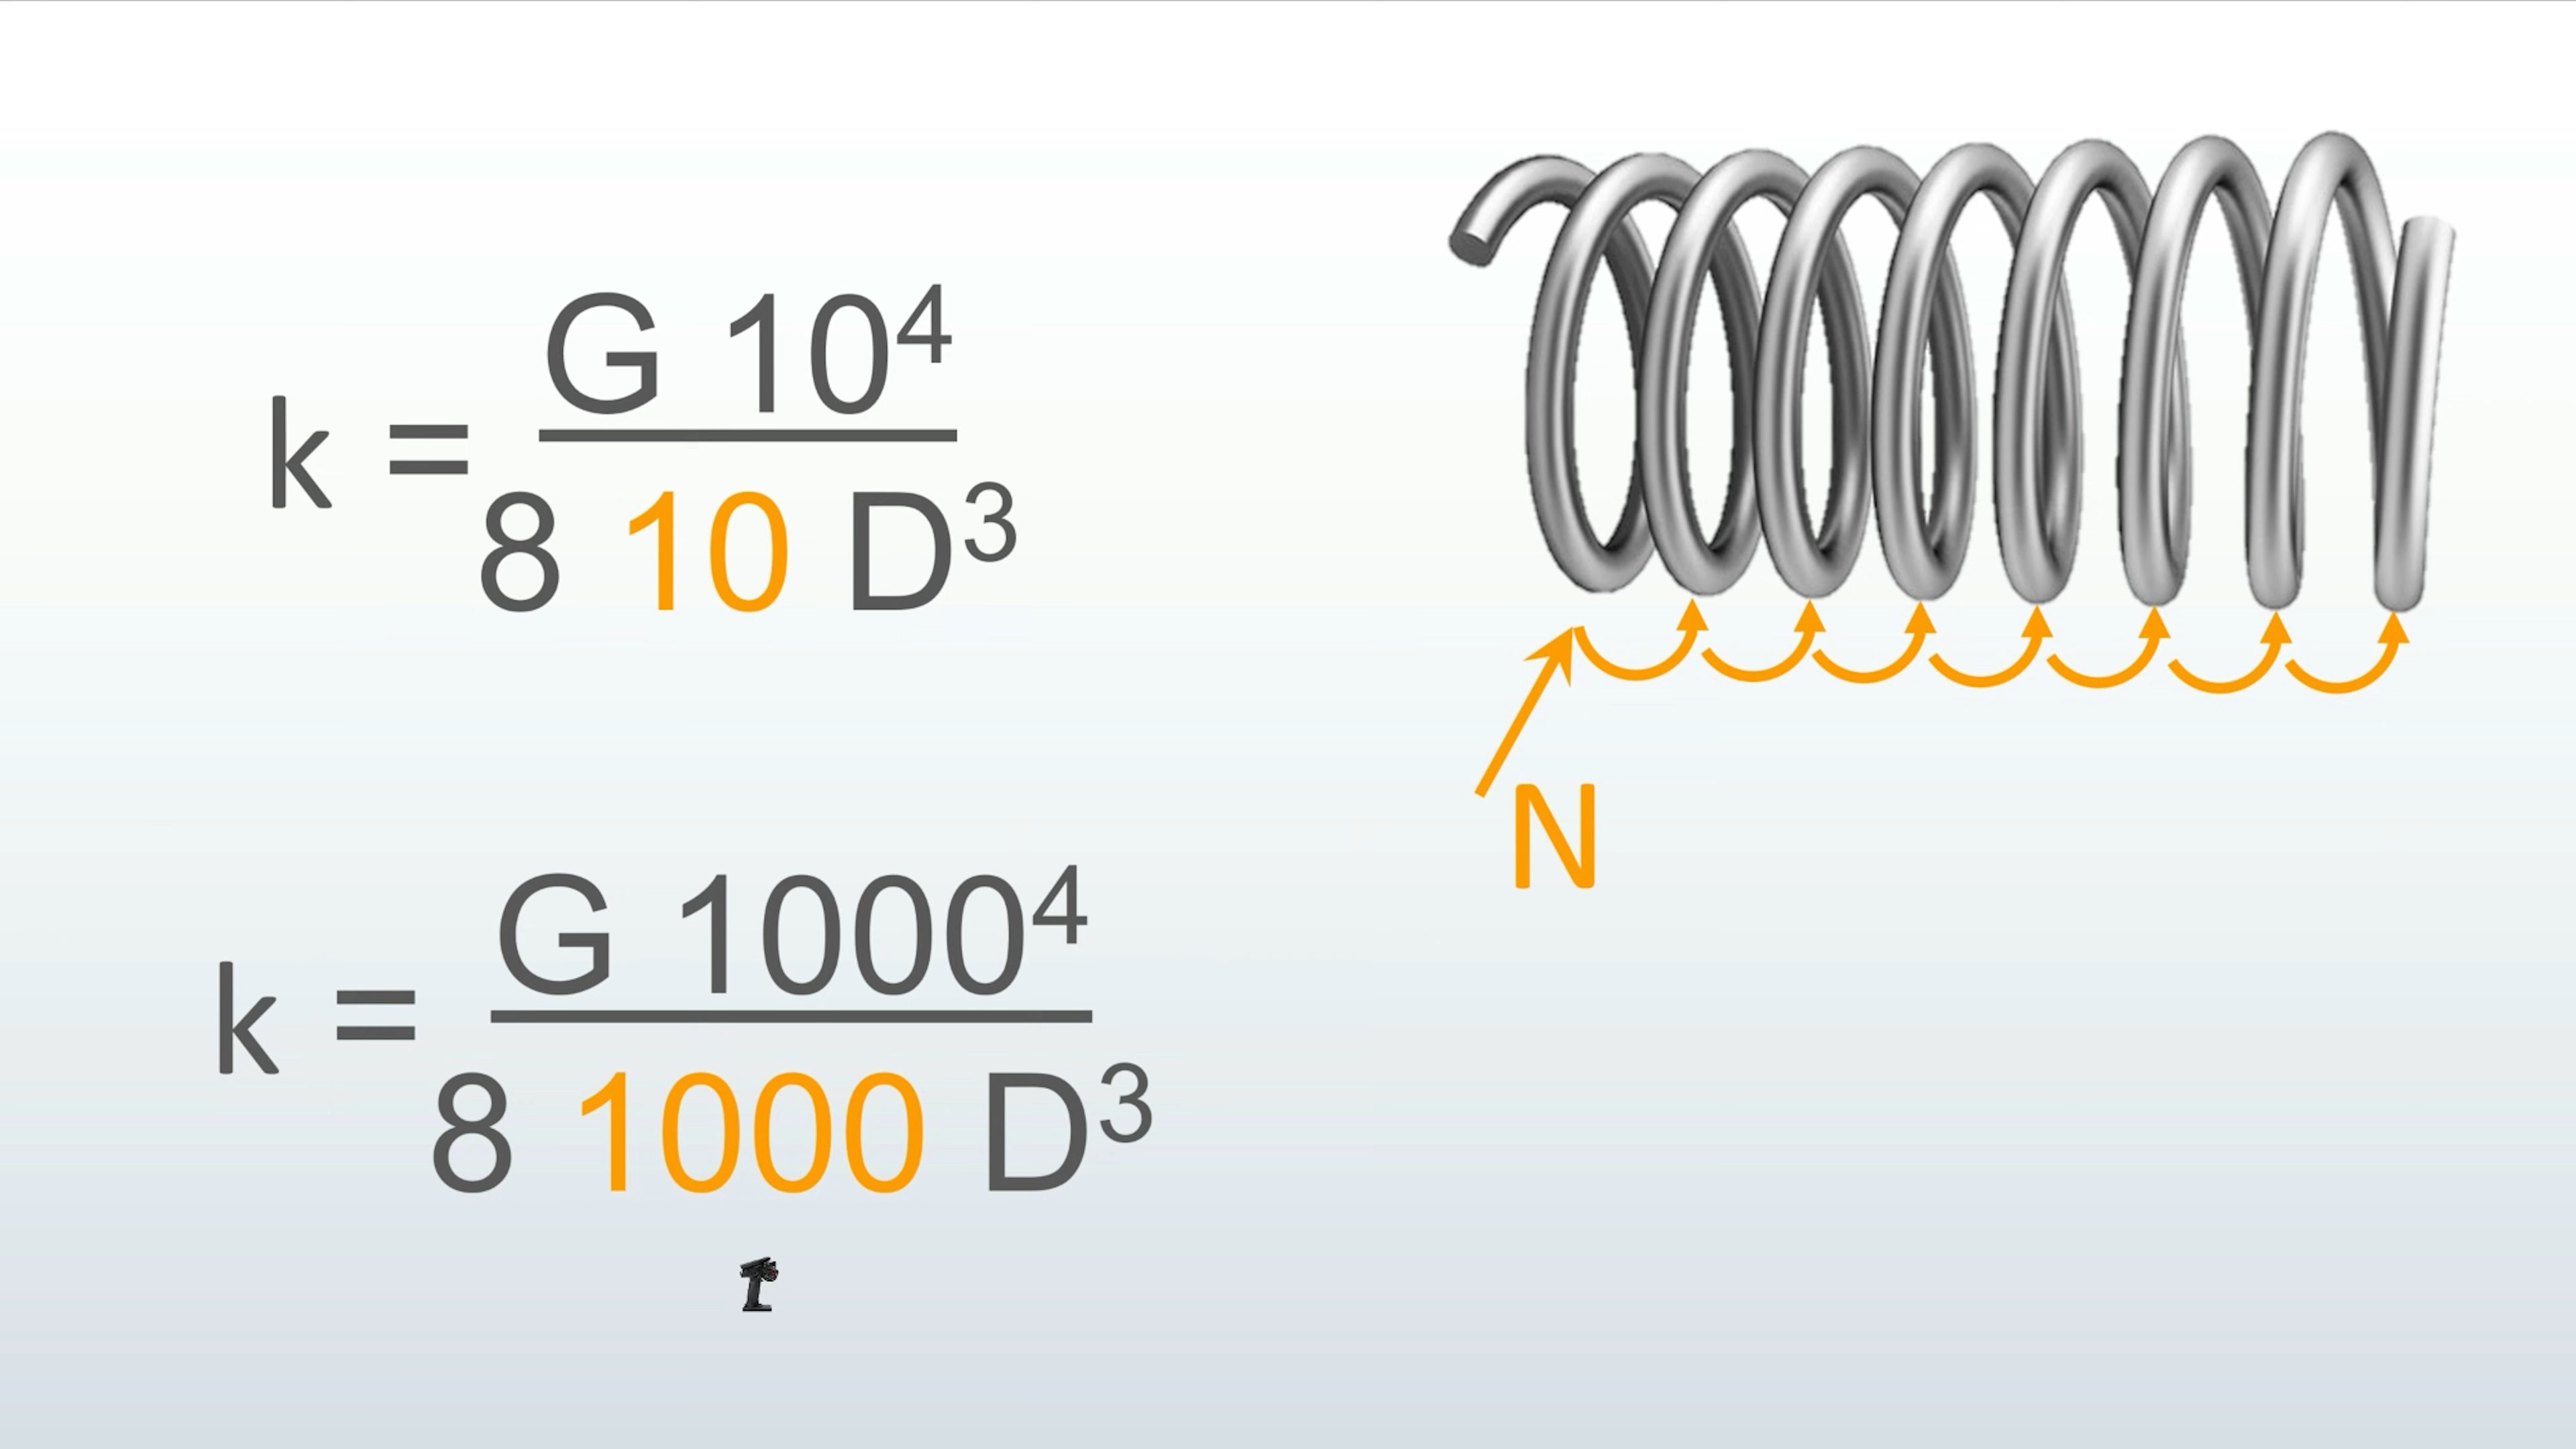 k = G 10⁴
8 10 D³
N
k = G 1000⁴
8 1000 D³